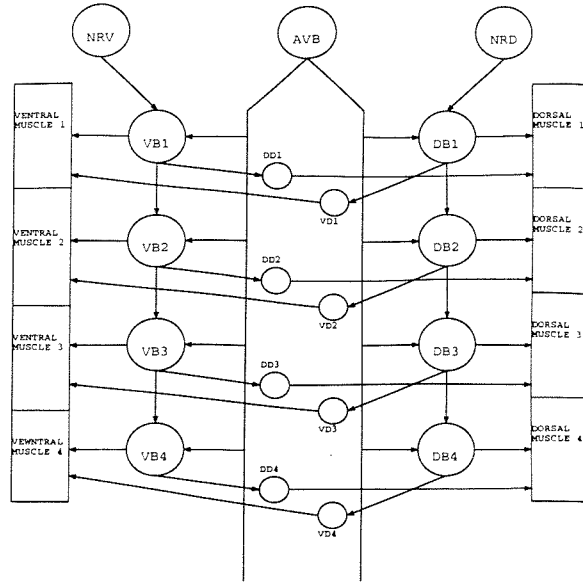 NRV
AVB
NRD
VENTRAL
MUSCLE 1
DORSAL
MUSCLE 1
VB1
DB1
DD1
VD1
VENTRAL
MUSCLE 2
DORSAL
MUSCLE 2
VB2
DB2
DD2
VD2
VENTRAL
MUSCLE 3
DORSAL
MUSCLE 3
VB3
DB3
DD3
VD3
VEWNTRAL
MUSCLE 4
DORSAL
MUSCLE 4
VB4
DB4
DD4
VD4